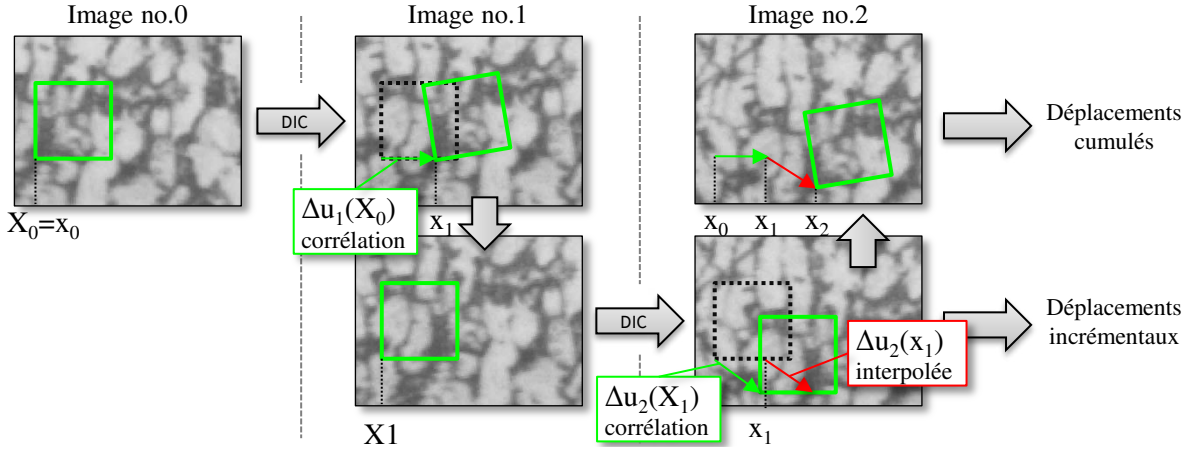 Image no.0
Image no.1
Image no.2
DIC
Déplacements
cumulés
X₀=x₀
Δu₁(X₀)
corrélation
x₁
x₀
x₁
x₂
DIC
Déplacements
incrémentaux
Δu₂(x₁)
interpolée
Δu₂(X₁)
corrélation
X1
x₁